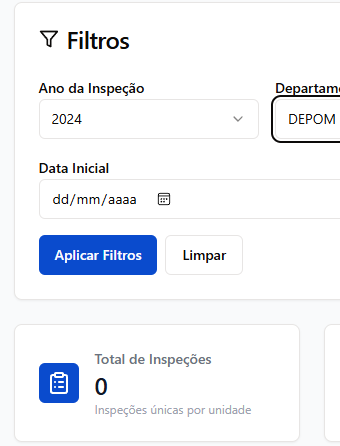 Filtros
Ano da Inspeção
Departame
2024
DEPOM
Data Inicial
dd/mm/aaaa
Aplicar Filtros
Limpar
Total de Inspeções
0
Inspeções únicas por unidade